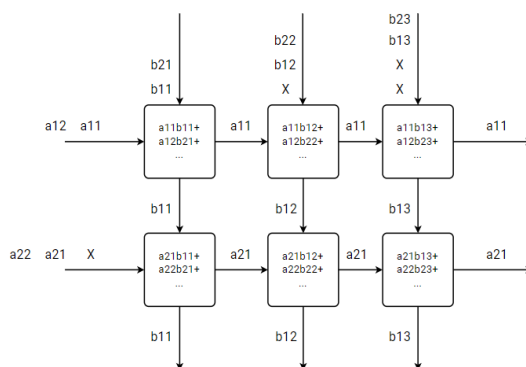 b23
b22 b13
b21 b12 X
b11 X X
a12 a11 a11b11+ a11 a11b12+ a11 a11b13+ a11
a12b21+ a12b22+ a12b23+
... ... ...
b11 b12 b13
a22 a21 X a21b11+ a21 a21b12+ a21 a21b13+ a21
a22b21+ a22b22+ a22b23+
... ... ...
b11 b12 b13